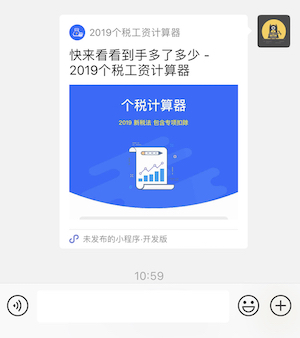 2019个税工资计算器
快来看看到手多了多少 -
2019个税工资计算器
个税计算器
2019 新税法 包含专项扣除
未发布的小程序·开发版
10:59